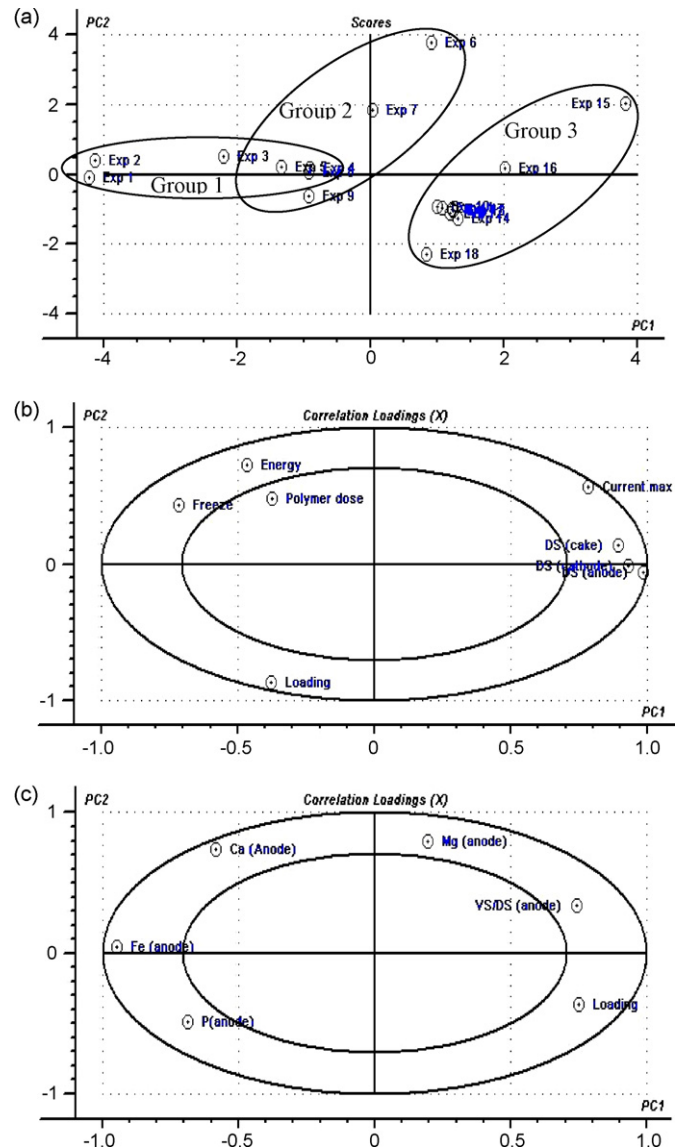 (a)
PC2 Scores
4
2
0
-2
-4
Exp 6
Exp 7
Group 2
Exp 15
Group 3
Exp 16
Exp 2
Exp 3
Exp 4
Exp 1
Group 1
Exp 9
Exp 14
Exp 18
PC1
-4 -2 0 2 4
(b)
PC2 Correlation Loadings (X)
1
0
-1
Energy
Freeze
Polymer dose
Current max
DS (cake)
DS (cathode)
DS (anode)
Loading
PC1
-1.0 -0.5 0 0.5 1.0
(c)
PC2 Correlation Loadings (X)
1
0
-1
Ca (Anode)
Mg (anode)
VS/DS (anode)
Fe (anode)
P(anode)
Loading
PC1
-1.0 -0.5 0 0.5 1.0